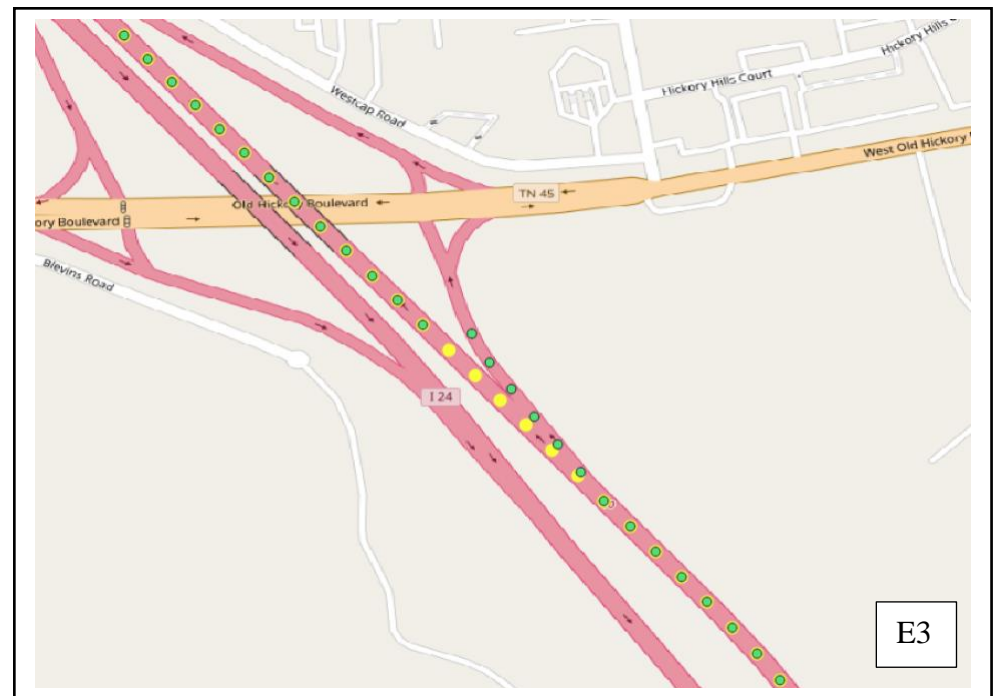 Hickory Hills
Hickory Hills Court
Westcap Road
West Old Hickory
TN 45
Old Hickory Boulevard
ory Boulevard
Blevins Road
I 24
E3